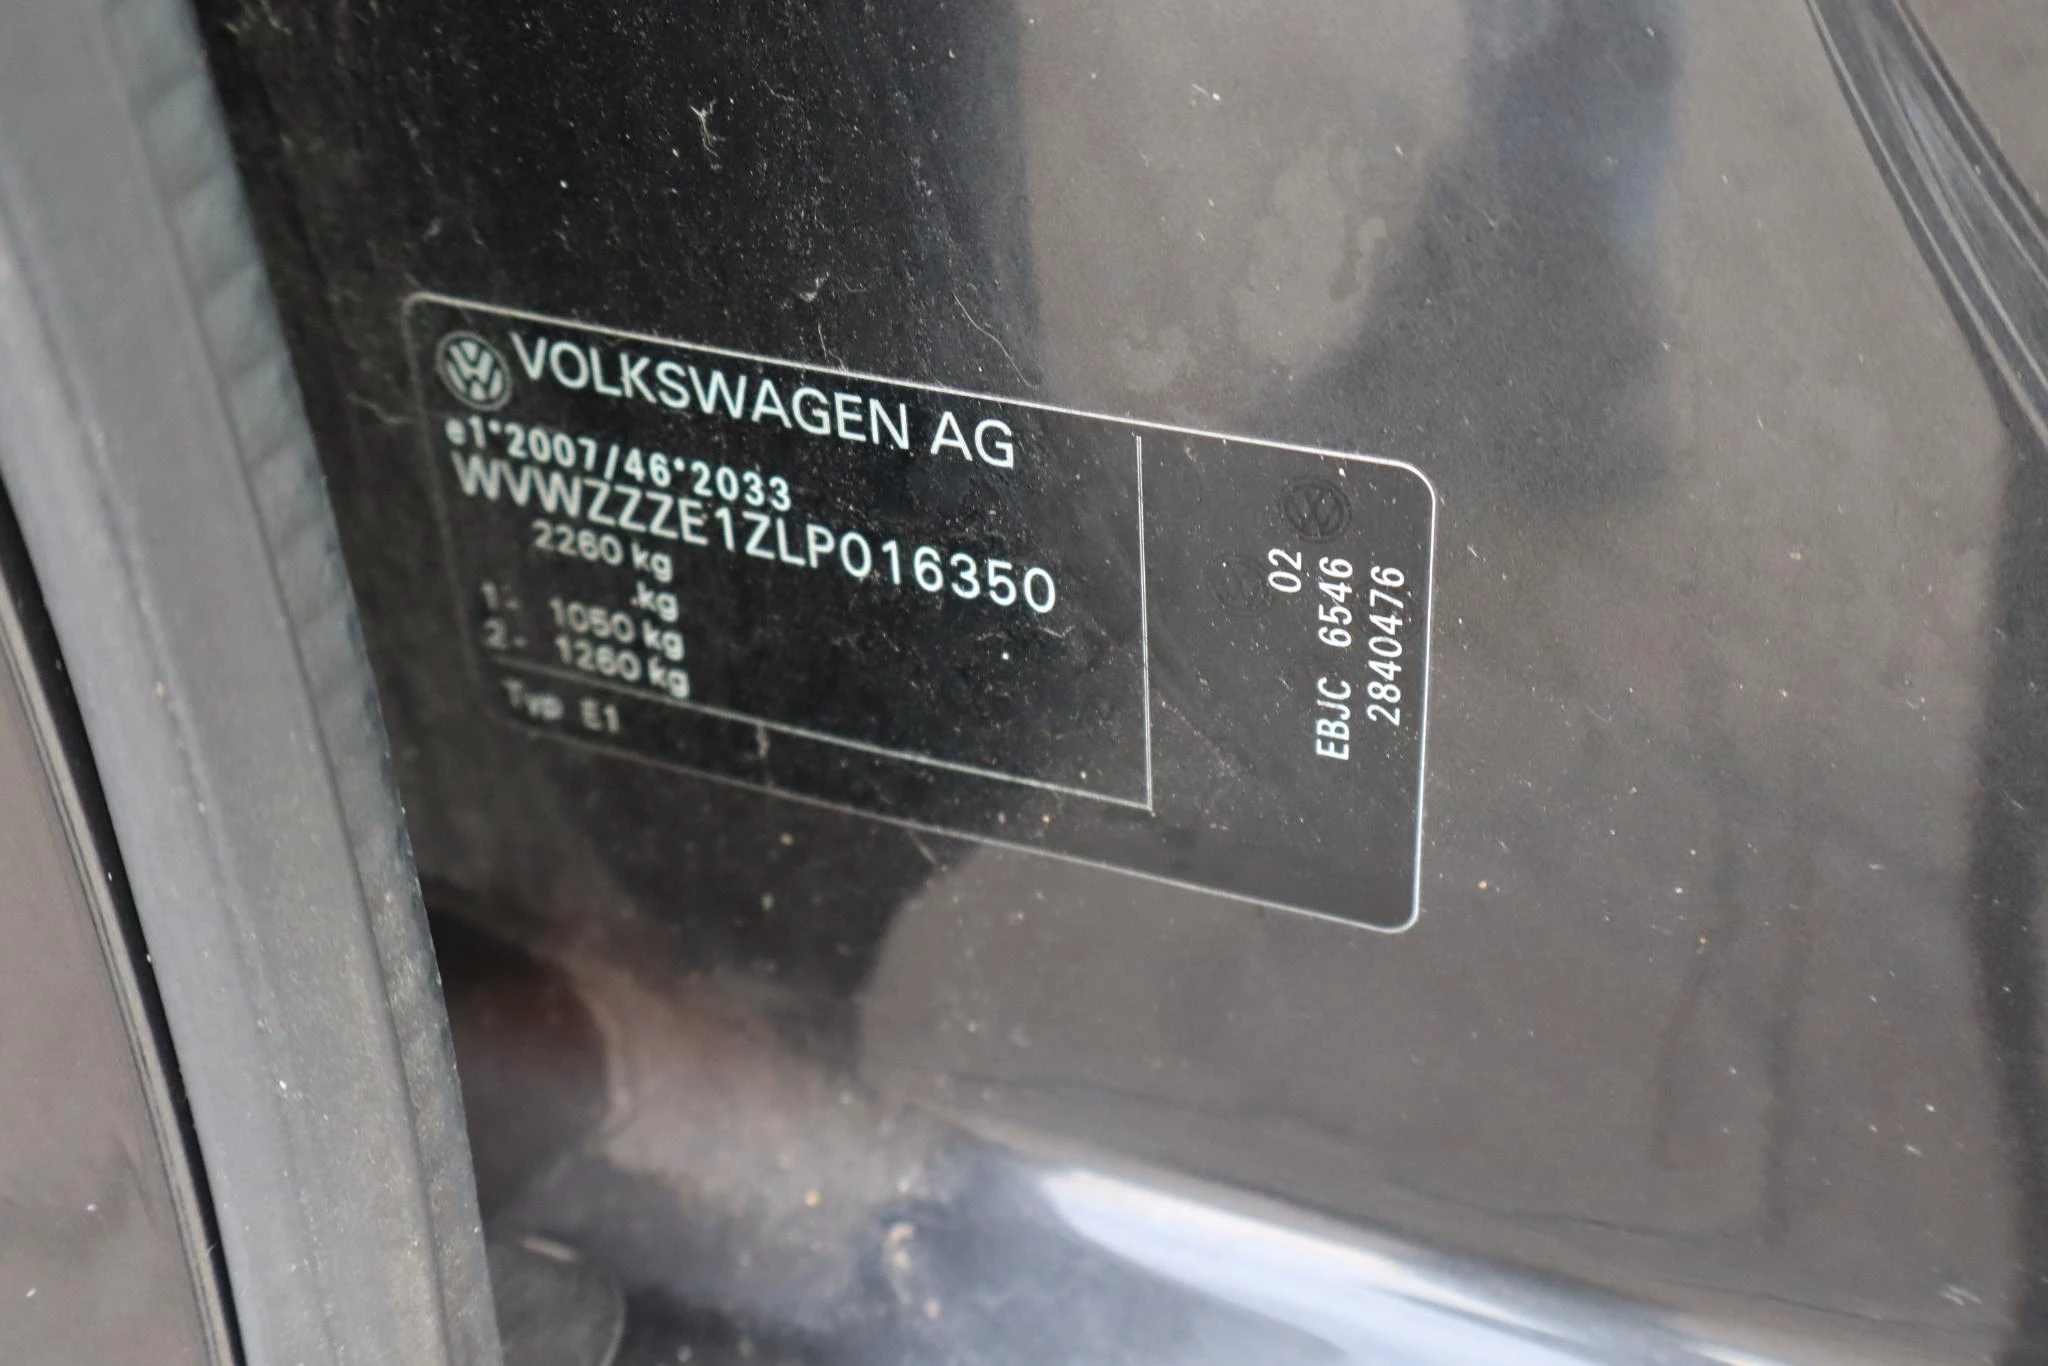 VOLKSWAGEN AG
e1*2007/46*2033
WVWZZZE1ZLP016350
2260 kg
.kg
1 - 1050 kg
2 - 1260 kg
Typ E1
02
EBJC 6546
2840476